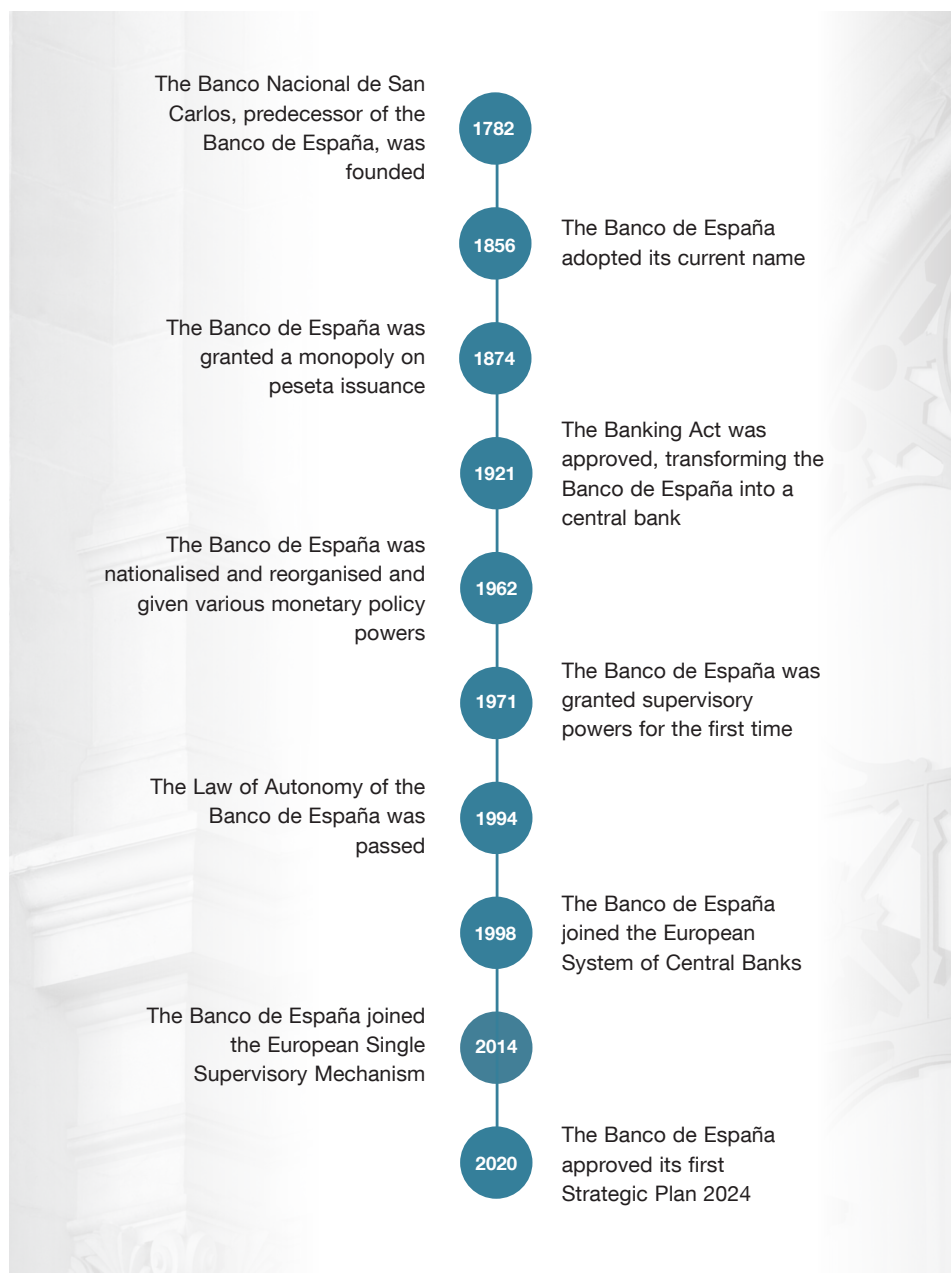 The Banco Nacional de San
Carlos, predecessor of the
Banco de España, was
founded
1782
1856
The Banco de España
adopted its current name
The Banco de España was
granted a monopoly on
peseta issuance
1874
1921
The Banking Act was
approved, transforming the
Banco de España into a
central bank
The Banco de España was
nationalised and reorganised and
given various monetary policy
powers
1962
1971
The Banco de España was
granted supervisory
powers for the first time
The Law of Autonomy of the
Banco de España was
passed
1994
1998
The Banco de España
joined the European
System of Central Banks
The Banco de España joined
the European Single
Supervisory Mechanism
2014
2020
The Banco de España
approved its first
Strategic Plan 2024